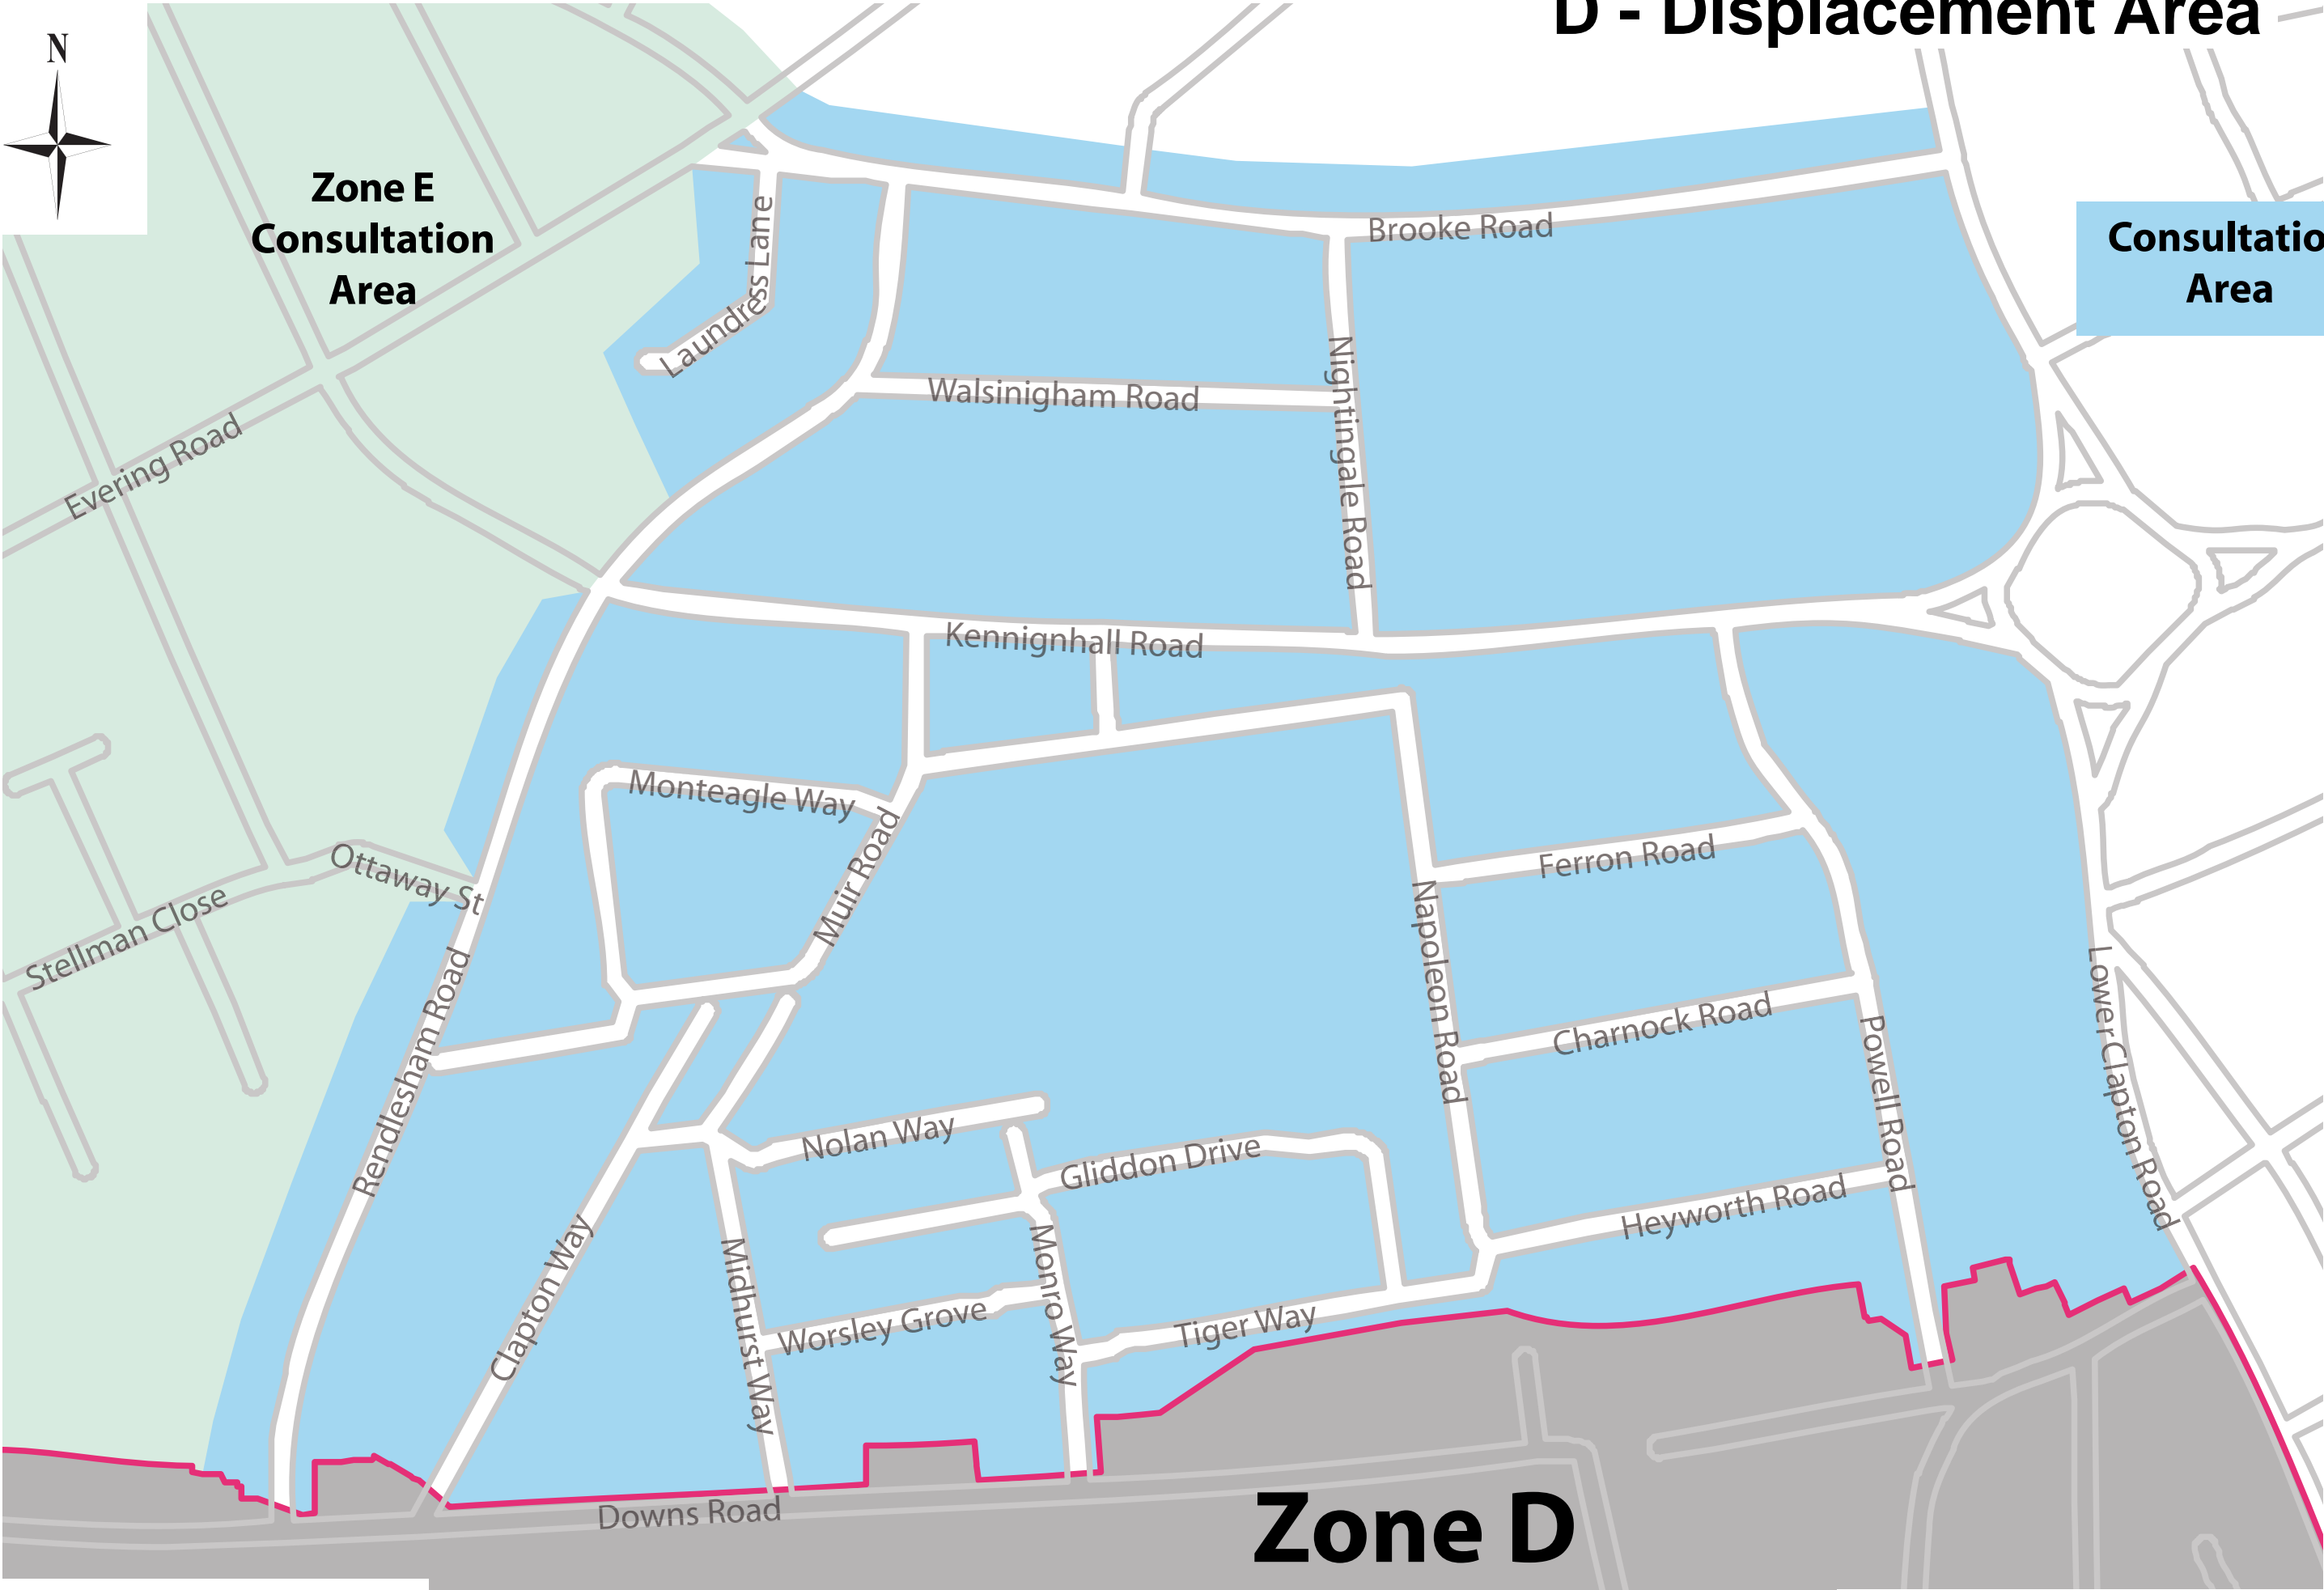 D - Displacement Area
N
Zone E
Consultation
Area
Consultatio
Area
Laundress Lane
Brooke Road
Walsinigham Road
Nightingale Road
Evering Road
Kennignhall Road
Monteagle Way
Muir Road
Ottaway St
Stellman Close
Ferron Road
Napoleon Road
Charnock Road
Powell Road
Lower Clapton Road
Rendlesham Road
Nolan Way
Gliddon Drive
Heyworth Road
Clapton Way
Midhurst Way
Monro Way
Worsley Grove
Tiger Way
Downs Road
Zone D